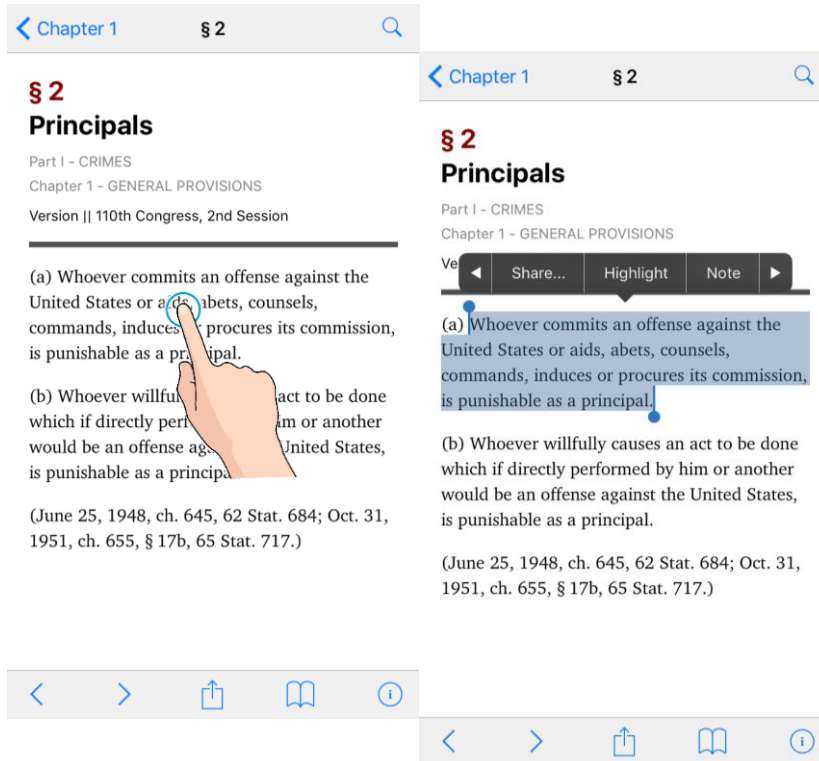 Chapter 1
§ 2
§ 2
Principals
Part I - CRIMES
Chapter 1 - GENERAL PROVISIONS
Version || 110th Congress, 2nd Session
(a) Whoever commits an offense against the
United States or aids, abets, counsels,
commands, induces procures its commission,
is punishable as a principal.
(b) Whoever act to be done
which if directly him or another
would be an offense United States,
is punishable as a
(June 25, 1948, ch. 645, 62 Stat. 684; Oct. 31,
1951, ch. 655, § 17b, 65 Stat. 717.)
Chapter 1
§ 2
§ 2
Principals
Part I - CRIMES
Chapter 1 - GENERAL PROVISIONS
Share...
Highlight
Note
(a) Whoever commits an offense against the
United States or aids, abets, counsels,
commands, induces or procures its commission,
is punishable as a principal.
(b) Whoever willfully causes an act to be done
which if directly performed by him or another
would be an offense against the United States,
is punishable as a principal.
(June 25, 1948, ch. 645, 62 Stat. 684; Oct. 31,
1951, ch. 655, § 17b, 65 Stat. 717.)